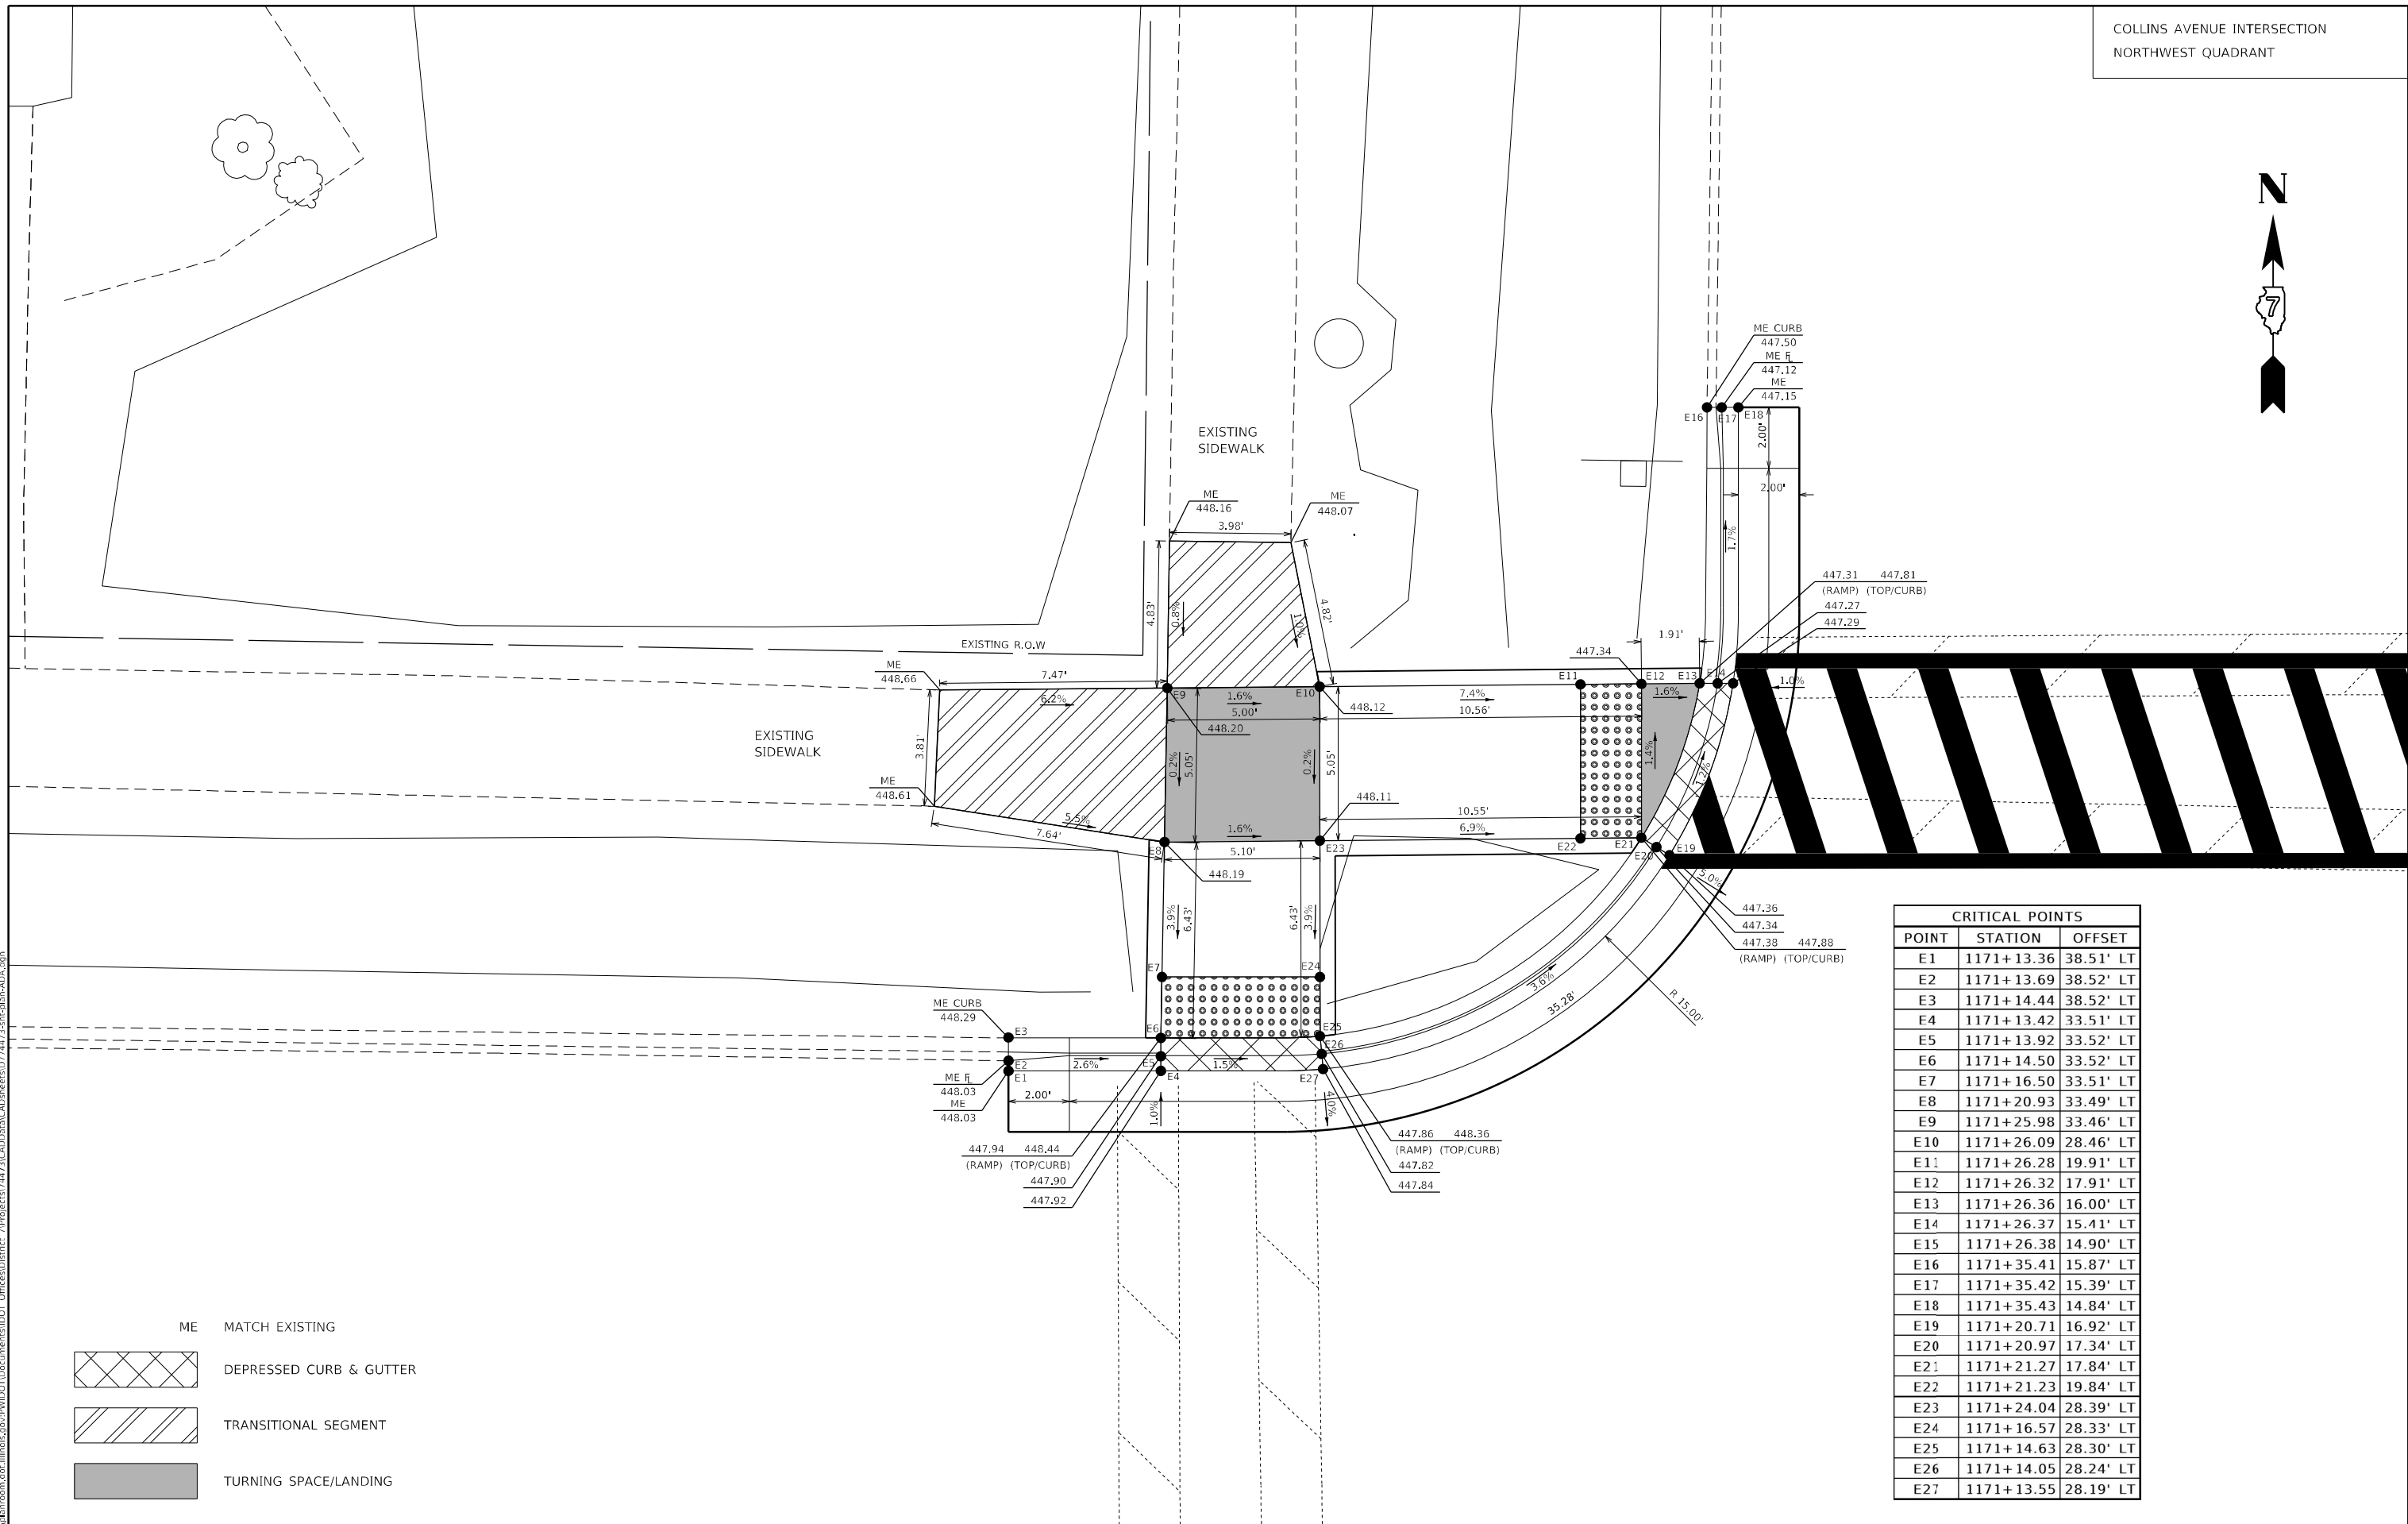 COLLINS AVENUE INTERSECTION
NORTHWEST QUADRANT
N
7
ME CURB
447.50
ME FL
447.12
ME
447.15
E16
E17
E18
2.00'
2.00'
1.7%
EXISTING
SIDEWALK
ME
448.16
ME
448.07
3.98'
4.83'
0.8%
1.0%
4.82'
447.31 447.81
(RAMP) (TOP/CURB)
447.27
447.29
EXISTING R.O.W
ME
448.66
7.47'
6.2%
E9
1.6%
E10
5.00'
448.20
448.12
7.4%
10.56'
447.34
1.91'
E11
E12
E13
E14
1.6%
1.0%
EXISTING
SIDEWALK
3.81'
ME
448.61
5.5%
7.64'
0.2%
5.05'
0.2%
5.05'
1.4%
1.2%
448.11
10.55'
6.9%
1.6%
5.10'
E8
E23
448.19
E22
E21
E20
E19
5.0%
447.36
447.34
447.38 447.88
(RAMP) (TOP/CURB)
3.9%
6.43'
6.43'
3.9%
E7
E24
3.6%
35.28'
R 15.00'
ME CURB
448.29
E3
E6
E25
E26
E2
E1
2.6%
E5
E4
1.5%
E27
ME FL
448.03
ME
448.03
2.00'
1.0%
4.0%
447.94 448.44
(RAMP) (TOP/CURB)
447.90
447.92
447.86 448.36
(RAMP) (TOP/CURB)
447.82
447.84
CRITICAL POINTS
POINT STATION OFFSET
E1 1171+13.36 38.51' LT
E2 1171+13.69 38.52' LT
E3 1171+14.44 38.52' LT
E4 1171+13.42 33.51' LT
E5 1171+13.92 33.52' LT
E6 1171+14.50 33.52' LT
E7 1171+16.50 33.51' LT
E8 1171+20.93 33.49' LT
E9 1171+25.98 33.46' LT
E10 1171+26.09 28.46' LT
E11 1171+26.28 19.91' LT
E12 1171+26.32 17.91' LT
E13 1171+26.36 16.00' LT
E14 1171+26.37 15.41' LT
E15 1171+26.38 14.90' LT
E16 1171+35.41 15.87' LT
E17 1171+35.42 15.39' LT
E18 1171+35.43 14.84' LT
E19 1171+20.71 16.92' LT
E20 1171+20.97 17.34' LT
E21 1171+21.27 17.84' LT
E22 1171+21.23 19.84' LT
E23 1171+24.04 28.39' LT
E24 1171+16.57 28.33' LT
E25 1171+14.63 28.30' LT
E26 1171+14.05 28.24' LT
E27 1171+13.55 28.19' LT
ME MATCH EXISTING
DEPRESSED CURB & GUTTER
TRANSITIONAL SEGMENT
TURNING SPACE/LANDING